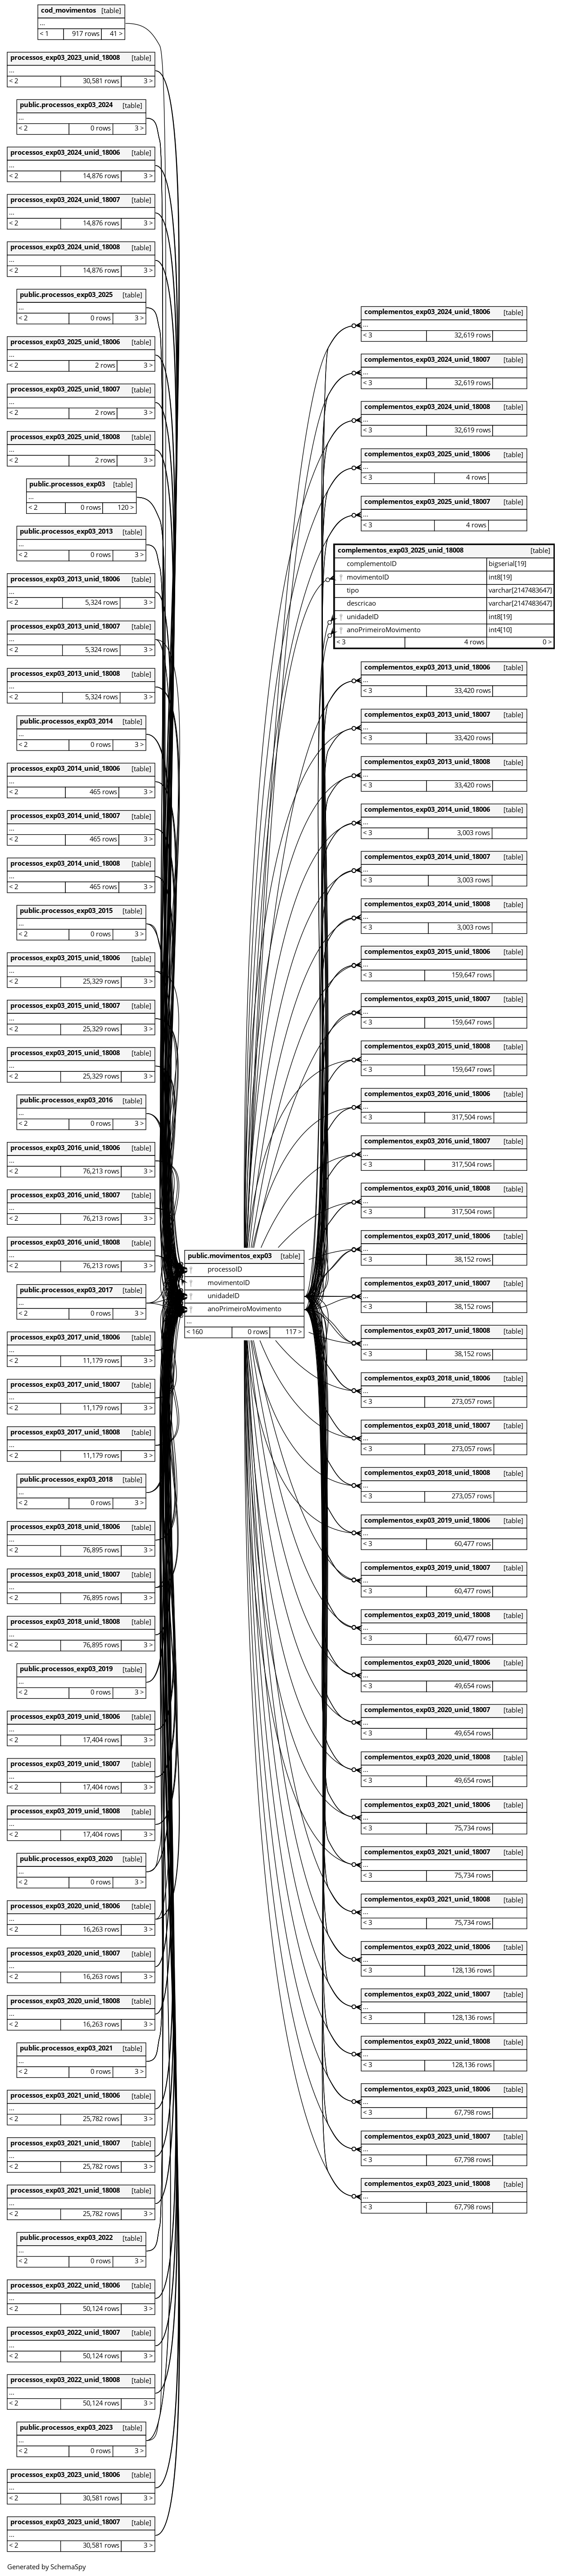 cod_movimentos [table]
...
< 1 917 rows 41 >
processos_exp03_2023_unid_18008 [table]
...
< 2 30,581 rows 3 >
public.processos_exp03_2024 [table]
...
< 2 0 rows 3 >
processos_exp03_2024_unid_18006 [table]
...
< 2 14,876 rows 3 >
processos_exp03_2024_unid_18007 [table]
...
< 2 14,876 rows 3 >
processos_exp03_2024_unid_18008 [table]
...
< 2 14,876 rows 3 >
public.processos_exp03_2025 [table]
...
< 2 0 rows 3 >
processos_exp03_2025_unid_18006 [table]
...
< 2 2 rows 3 >
processos_exp03_2025_unid_18007 [table]
...
< 2 2 rows 3 >
processos_exp03_2025_unid_18008 [table]
...
< 2 2 rows 3 >
public.processos_exp03 [table]
...
< 2 0 rows 120 >
public.processos_exp03_2013 [table]
...
< 2 0 rows 3 >
processos_exp03_2013_unid_18006 [table]
...
< 2 5,324 rows 3 >
processos_exp03_2013_unid_18007 [table]
...
< 2 5,324 rows 3 >
processos_exp03_2013_unid_18008 [table]
...
< 2 5,324 rows 3 >
public.processos_exp03_2014 [table]
...
< 2 0 rows 3 >
processos_exp03_2014_unid_18006 [table]
...
< 2 465 rows 3 >
processos_exp03_2014_unid_18007 [table]
...
< 2 465 rows 3 >
processos_exp03_2014_unid_18008 [table]
...
< 2 465 rows 3 >
public.processos_exp03_2015 [table]
...
< 2 0 rows 3 >
processos_exp03_2015_unid_18006 [table]
...
< 2 25,329 rows 3 >
processos_exp03_2015_unid_18007 [table]
...
< 2 25,329 rows 3 >
processos_exp03_2015_unid_18008 [table]
...
< 2 25,329 rows 3 >
public.processos_exp03_2016 [table]
...
< 2 0 rows 3 >
processos_exp03_2016_unid_18006 [table]
...
< 2 76,213 rows 3 >
processos_exp03_2016_unid_18007 [table]
...
< 2 76,213 rows 3 >
processos_exp03_2016_unid_18008 [table]
...
< 2 76,213 rows 3 >
public.processos_exp03_2017 [table]
...
< 2 0 rows 3 >
processos_exp03_2017_unid_18006 [table]
...
< 2 11,179 rows 3 >
processos_exp03_2017_unid_18007 [table]
...
< 2 11,179 rows 3 >
processos_exp03_2017_unid_18008 [table]
...
< 2 11,179 rows 3 >
public.processos_exp03_2018 [table]
...
< 2 0 rows 3 >
processos_exp03_2018_unid_18006 [table]
...
< 2 76,895 rows 3 >
processos_exp03_2018_unid_18007 [table]
...
< 2 76,895 rows 3 >
processos_exp03_2018_unid_18008 [table]
...
< 2 76,895 rows 3 >
public.processos_exp03_2019 [table]
...
< 2 0 rows 3 >
processos_exp03_2019_unid_18006 [table]
...
< 2 17,404 rows 3 >
processos_exp03_2019_unid_18007 [table]
...
< 2 17,404 rows 3 >
processos_exp03_2019_unid_18008 [table]
...
< 2 17,404 rows 3 >
public.processos_exp03_2020 [table]
...
< 2 0 rows 3 >
processos_exp03_2020_unid_18006 [table]
...
< 2 16,263 rows 3 >
processos_exp03_2020_unid_18007 [table]
...
< 2 16,263 rows 3 >
processos_exp03_2020_unid_18008 [table]
...
< 2 16,263 rows 3 >
public.processos_exp03_2021 [table]
...
< 2 0 rows 3 >
processos_exp03_2021_unid_18006 [table]
...
< 2 25,782 rows 3 >
processos_exp03_2021_unid_18007 [table]
...
< 2 25,782 rows 3 >
processos_exp03_2021_unid_18008 [table]
...
< 2 25,782 rows 3 >
public.processos_exp03_2022 [table]
...
< 2 0 rows 3 >
processos_exp03_2022_unid_18006 [table]
...
< 2 50,124 rows 3 >
processos_exp03_2022_unid_18007 [table]
...
< 2 50,124 rows 3 >
processos_exp03_2022_unid_18008 [table]
...
< 2 50,124 rows 3 >
public.processos_exp03_2023 [table]
...
< 2 0 rows 3 >
processos_exp03_2023_unid_18006 [table]
...
< 2 30,581 rows 3 >
processos_exp03_2023_unid_18007 [table]
...
< 2 30,581 rows 3 >
public.movimentos_exp03 [table]
processoID
movimentoID
unidadeID
anoPrimeiroMovimento
...
< 160 0 rows 117 >
complementos_exp03_2024_unid_18006 [table]
...
< 3 32,619 rows
complementos_exp03_2024_unid_18007 [table]
...
< 3 32,619 rows
complementos_exp03_2024_unid_18008 [table]
...
< 3 32,619 rows
complementos_exp03_2025_unid_18006 [table]
...
< 3 4 rows
complementos_exp03_2025_unid_18007 [table]
...
< 3 4 rows
complementos_exp03_2025_unid_18008 [table]
complementoID bigserial[19]
movimentoID int8[19]
tipo varchar[2147483647]
descricao varchar[2147483647]
unidadeID int8[19]
anoPrimeiroMovimento int4[10]
< 3 4 rows 0 >
complementos_exp03_2013_unid_18006 [table]
...
< 3 33,420 rows
complementos_exp03_2013_unid_18007 [table]
...
< 3 33,420 rows
complementos_exp03_2013_unid_18008 [table]
...
< 3 33,420 rows
complementos_exp03_2014_unid_18006 [table]
...
< 3 3,003 rows
complementos_exp03_2014_unid_18007 [table]
...
< 3 3,003 rows
complementos_exp03_2014_unid_18008 [table]
...
< 3 3,003 rows
complementos_exp03_2015_unid_18006 [table]
...
< 3 159,647 rows
complementos_exp03_2015_unid_18007 [table]
...
< 3 159,647 rows
complementos_exp03_2015_unid_18008 [table]
...
< 3 159,647 rows
complementos_exp03_2016_unid_18006 [table]
...
< 3 317,504 rows
complementos_exp03_2016_unid_18007 [table]
...
< 3 317,504 rows
complementos_exp03_2016_unid_18008 [table]
...
< 3 317,504 rows
complementos_exp03_2017_unid_18006 [table]
...
< 3 38,152 rows
complementos_exp03_2017_unid_18007 [table]
...
< 3 38,152 rows
complementos_exp03_2017_unid_18008 [table]
...
< 3 38,152 rows
complementos_exp03_2018_unid_18006 [table]
...
< 3 273,057 rows
complementos_exp03_2018_unid_18007 [table]
...
< 3 273,057 rows
complementos_exp03_2018_unid_18008 [table]
...
< 3 273,057 rows
complementos_exp03_2019_unid_18006 [table]
...
< 3 60,477 rows
complementos_exp03_2019_unid_18007 [table]
...
< 3 60,477 rows
complementos_exp03_2019_unid_18008 [table]
...
< 3 60,477 rows
complementos_exp03_2020_unid_18006 [table]
...
< 3 49,654 rows
complementos_exp03_2020_unid_18007 [table]
...
< 3 49,654 rows
complementos_exp03_2020_unid_18008 [table]
...
< 3 49,654 rows
complementos_exp03_2021_unid_18006 [table]
...
< 3 75,734 rows
complementos_exp03_2021_unid_18007 [table]
...
< 3 75,734 rows
complementos_exp03_2021_unid_18008 [table]
...
< 3 75,734 rows
complementos_exp03_2022_unid_18006 [table]
...
< 3 128,136 rows
complementos_exp03_2022_unid_18007 [table]
...
< 3 128,136 rows
complementos_exp03_2022_unid_18008 [table]
...
< 3 128,136 rows
complementos_exp03_2023_unid_18006 [table]
...
< 3 67,798 rows
complementos_exp03_2023_unid_18007 [table]
...
< 3 67,798 rows
complementos_exp03_2023_unid_18008 [table]
...
< 3 67,798 rows
Generated by SchemaSpy